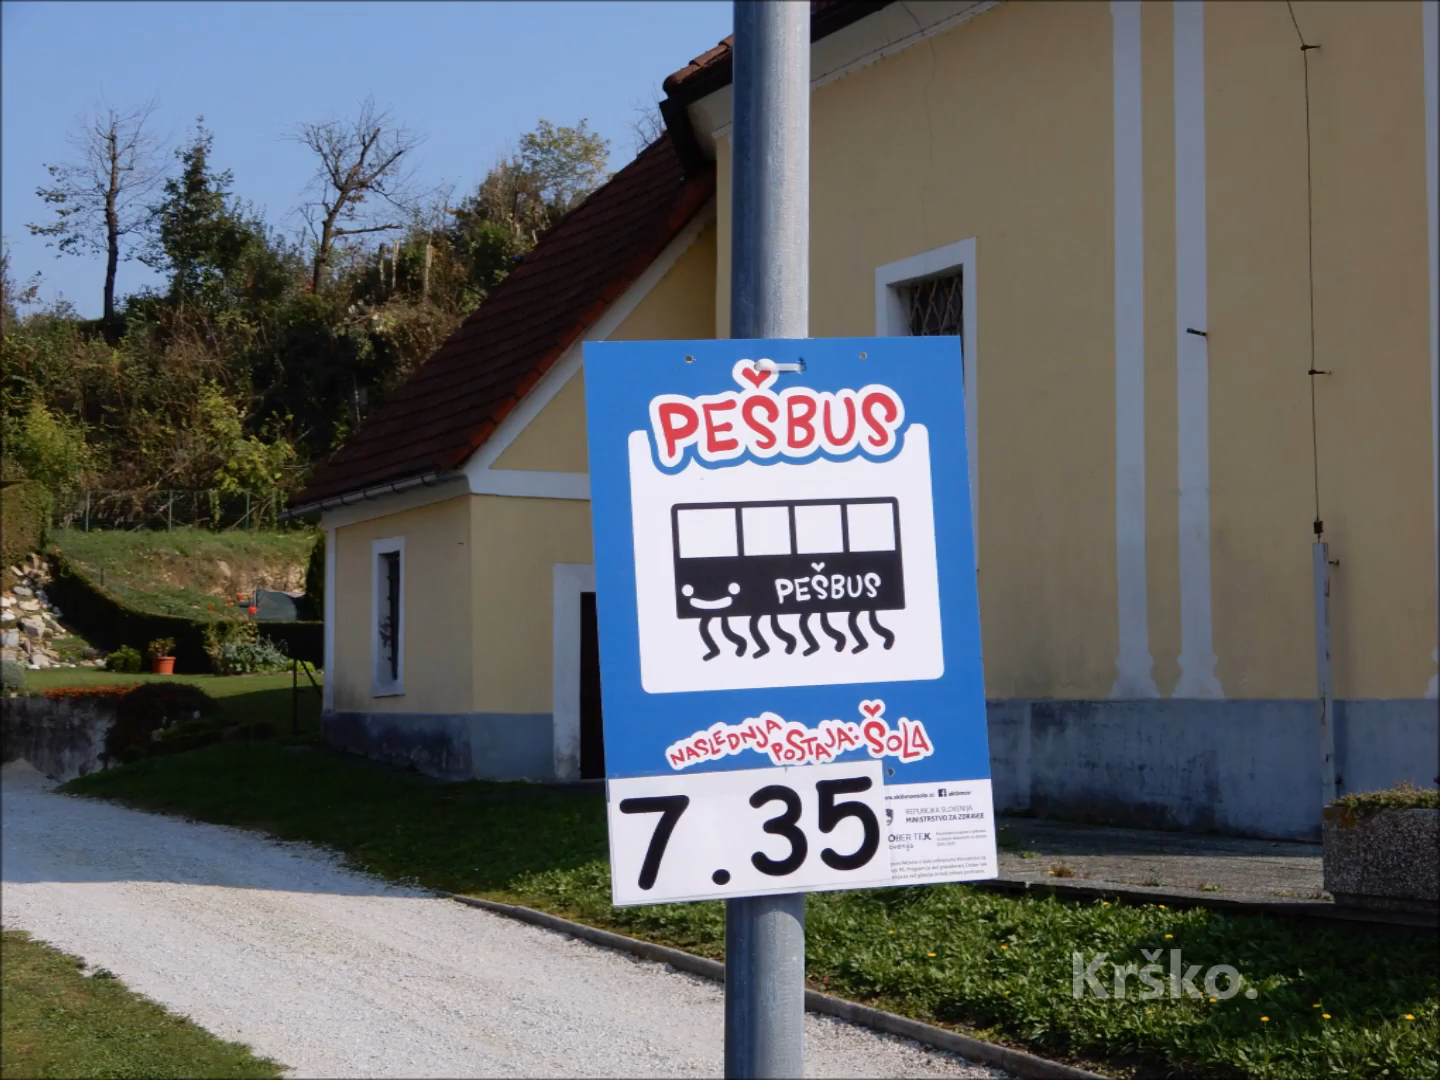 PEŠBUS
PEŠBUS
NASLEDNJA POSTAJA: ŠOLA
7.35
REPUBLIKA SLOVENIJA
MINISTRSTVO ZA ZDRAVJE
Krško.